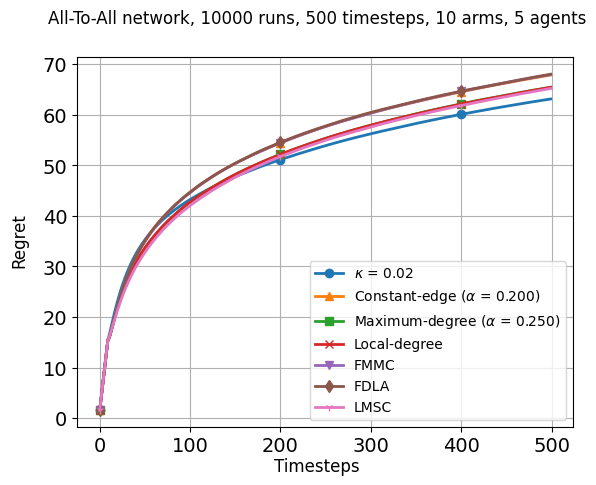 All-To-All network, 10000 runs, 500 timesteps, 10 arms, 5 agents
70
60
50
40
30
20
10
0
Regret
κ = 0.02
Constant-edge (α = 0.200)
Maximum-degree (α = 0.250)
Local-degree
FMMC
FDLA
LMSC
0 100 200 300 400 500
Timesteps